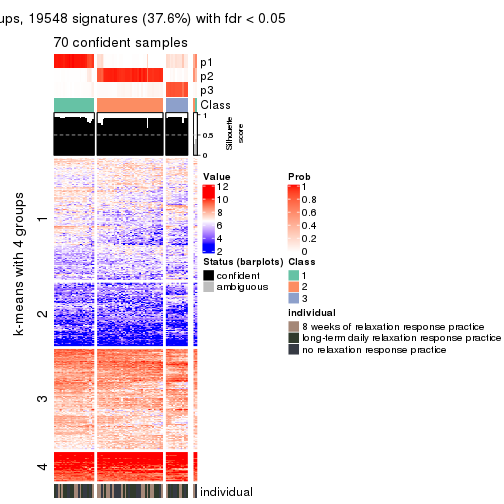 ups, 19548 signatures (37.6%) with fdr < 0.05
70 confident samples
p1
p2
p3
Class
1
0.5
0
Silhouette
score
k-means with 4 groups
1
2
3
4
individual
Value
12
10
8
6
4
2
Prob
1
0.8
0.6
0.4
0.2
0
Status (barplots)
confident
ambiguous
Class
1
2
3
individual
8 weeks of relaxation response practice
long-term daily relaxation response practice
no relaxation response practice